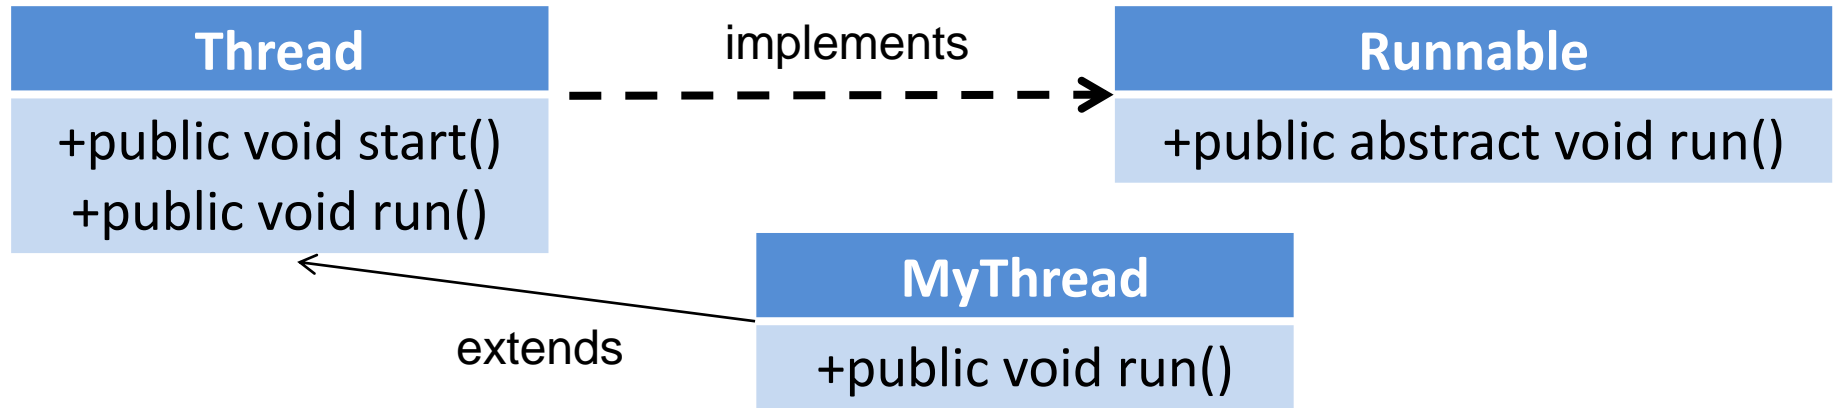 Thread
+public void start()
+public void run()
implements
Runnable
+public abstract void run()
extends
MyThread
+public void run()